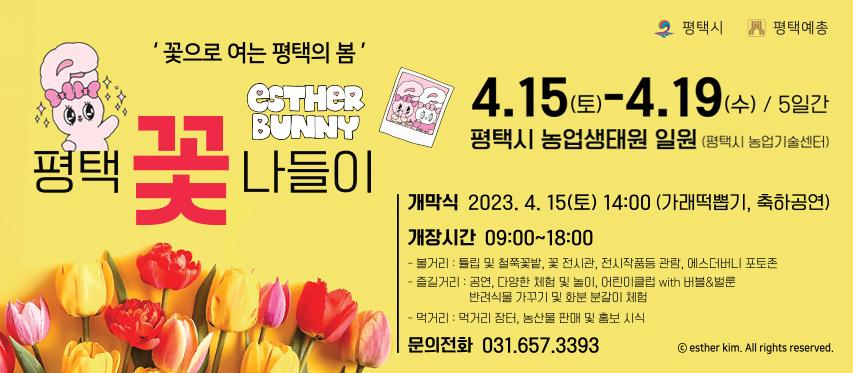 평택시 평택예총
‘ 꽃으로 여는 평택의 봄 ’
ESTHER
BUNNY
평택 꽃 나들이
4.15(토)-4.19(수) / 5일간
평택시 농업생태원 일원 (평택시 농업기술센터)
개막식 2023. 4. 15(토) 14:00 (가래떡뽑기, 축하공연)
개장시간 09:00~18:00
- 볼거리 : 튤립 및 철쭉꽃밭, 꽃 전시관, 전시작품등 관람, 에스더버니 포토존
- 즐길거리 : 공연, 다양한 체험 및 놀이, 어린이클럽 with 버블&벌룬
반려식물 가꾸기 및 화분 분갈이 체험
- 먹거리 : 먹거리 장터, 농산물 판매 및 홍보 시식
문의전화 031.657.3393
ⓒ esther kim. All rights reserved.